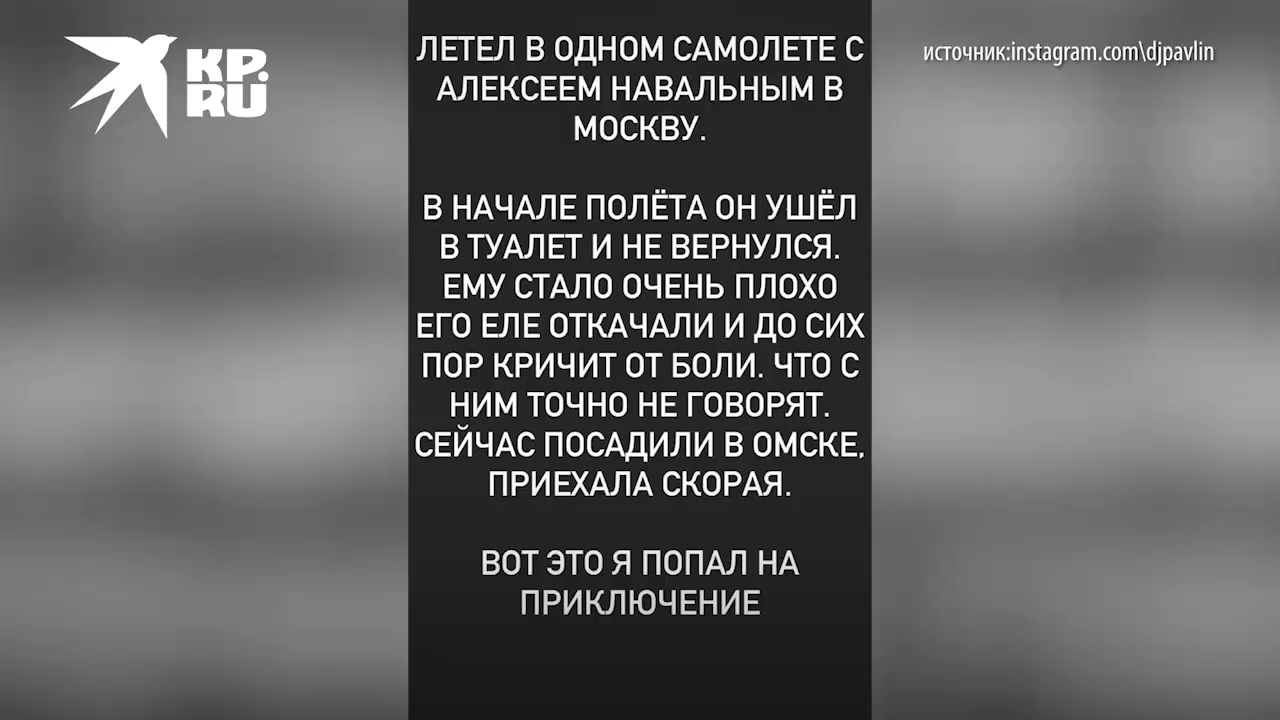 KP.
RU
источник:instagram.com\djpavlin
ЛЕТЕЛ В ОДНОМ САМОЛЕТЕ С
АЛЕКСЕЕМ НАВАЛЬНЫМ В
МОСКВУ.
В НАЧАЛЕ ПОЛЁТА ОН УШЁЛ
В ТУАЛЕТ И НЕ ВЕРНУЛСЯ.
ЕМУ СТАЛО ОЧЕНЬ ПЛОХО
ЕГО ЕЛЕ ОТКАЧАЛИ И ДО СИХ
ПОР КРИЧИТ ОТ БОЛИ. ЧТО С
НИМ ТОЧНО НЕ ГОВОРЯТ.
СЕЙЧАС ПОСАДИЛИ В ОМСКЕ,
ПРИЕХАЛА СКОРАЯ.
ВОТ ЭТО Я ПОПАЛ НА
ПРИКЛЮЧЕНИЕ